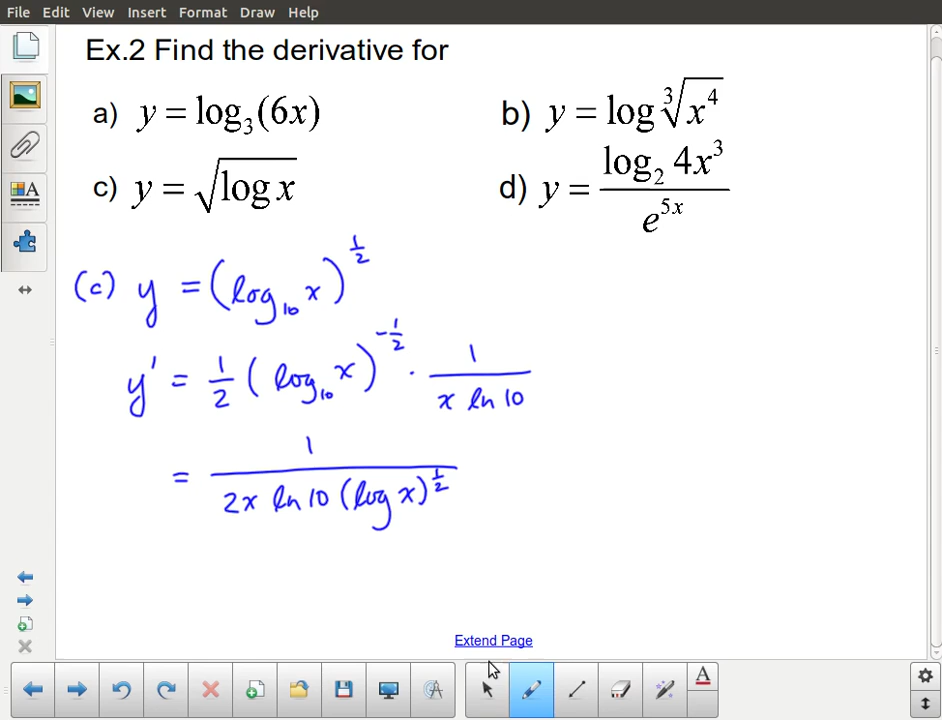 File Edit View Insert Format Draw Help
Ex.2 Find the derivative for
a) y = log₃(6x)
b) y = log ∛x⁴
c) y = √log x
d) y = log₂ 4x³ / e⁵ˣ
(c) y = (log₁₀ x)^½
y' = ½ (log₁₀ x)^-½ · 1 / x ln 10
= 1 / 2x ln 10 (log x)^½
Extend Page
A